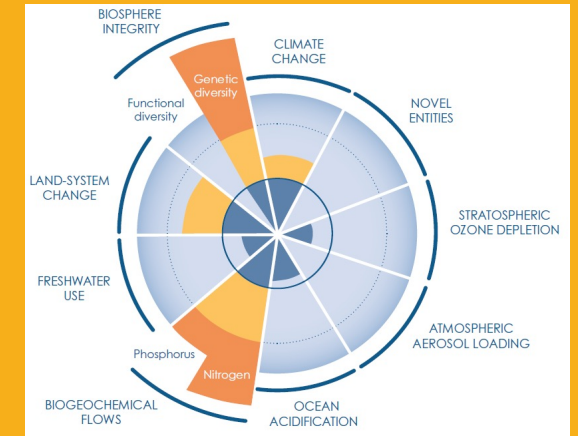 BIOSPHERE
INTEGRITY
CLIMATE
CHANGE
Genetic
diversity
Functional
diversity
NOVEL
ENTITIES
LAND-SYSTEM
CHANGE
STRATOSPHERIC
OZONE DEPLETION
FRESHWATER
USE
ATMOSPHERIC
AEROSOL LOADING
Phosphorus
Nitrogen
BIOGEOCHEMICAL
FLOWS
OCEAN
ACIDIFICATION